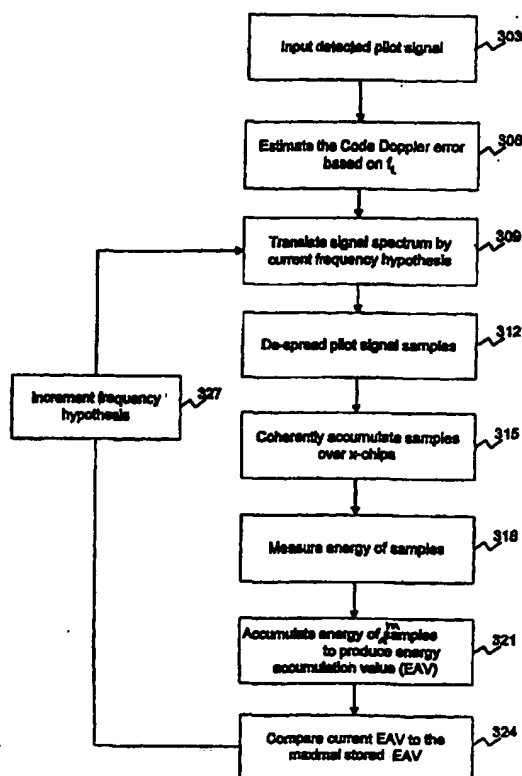 Input detected pilot signal
303
Estimate the Code Doppler error
based on fL
306
Translate signal spectrum by
current frequency hypothesis
309
De-spread pilot signal samples
312
Increment frequency
hypothesis
327
Coherently accumulate samples
over x-chips
315
Measure energy of samples
318
Accumulate energy of m samples
to produce energy
accumulation value (EAV)
321
Compare current EAV to the
maximal stored EAV
324